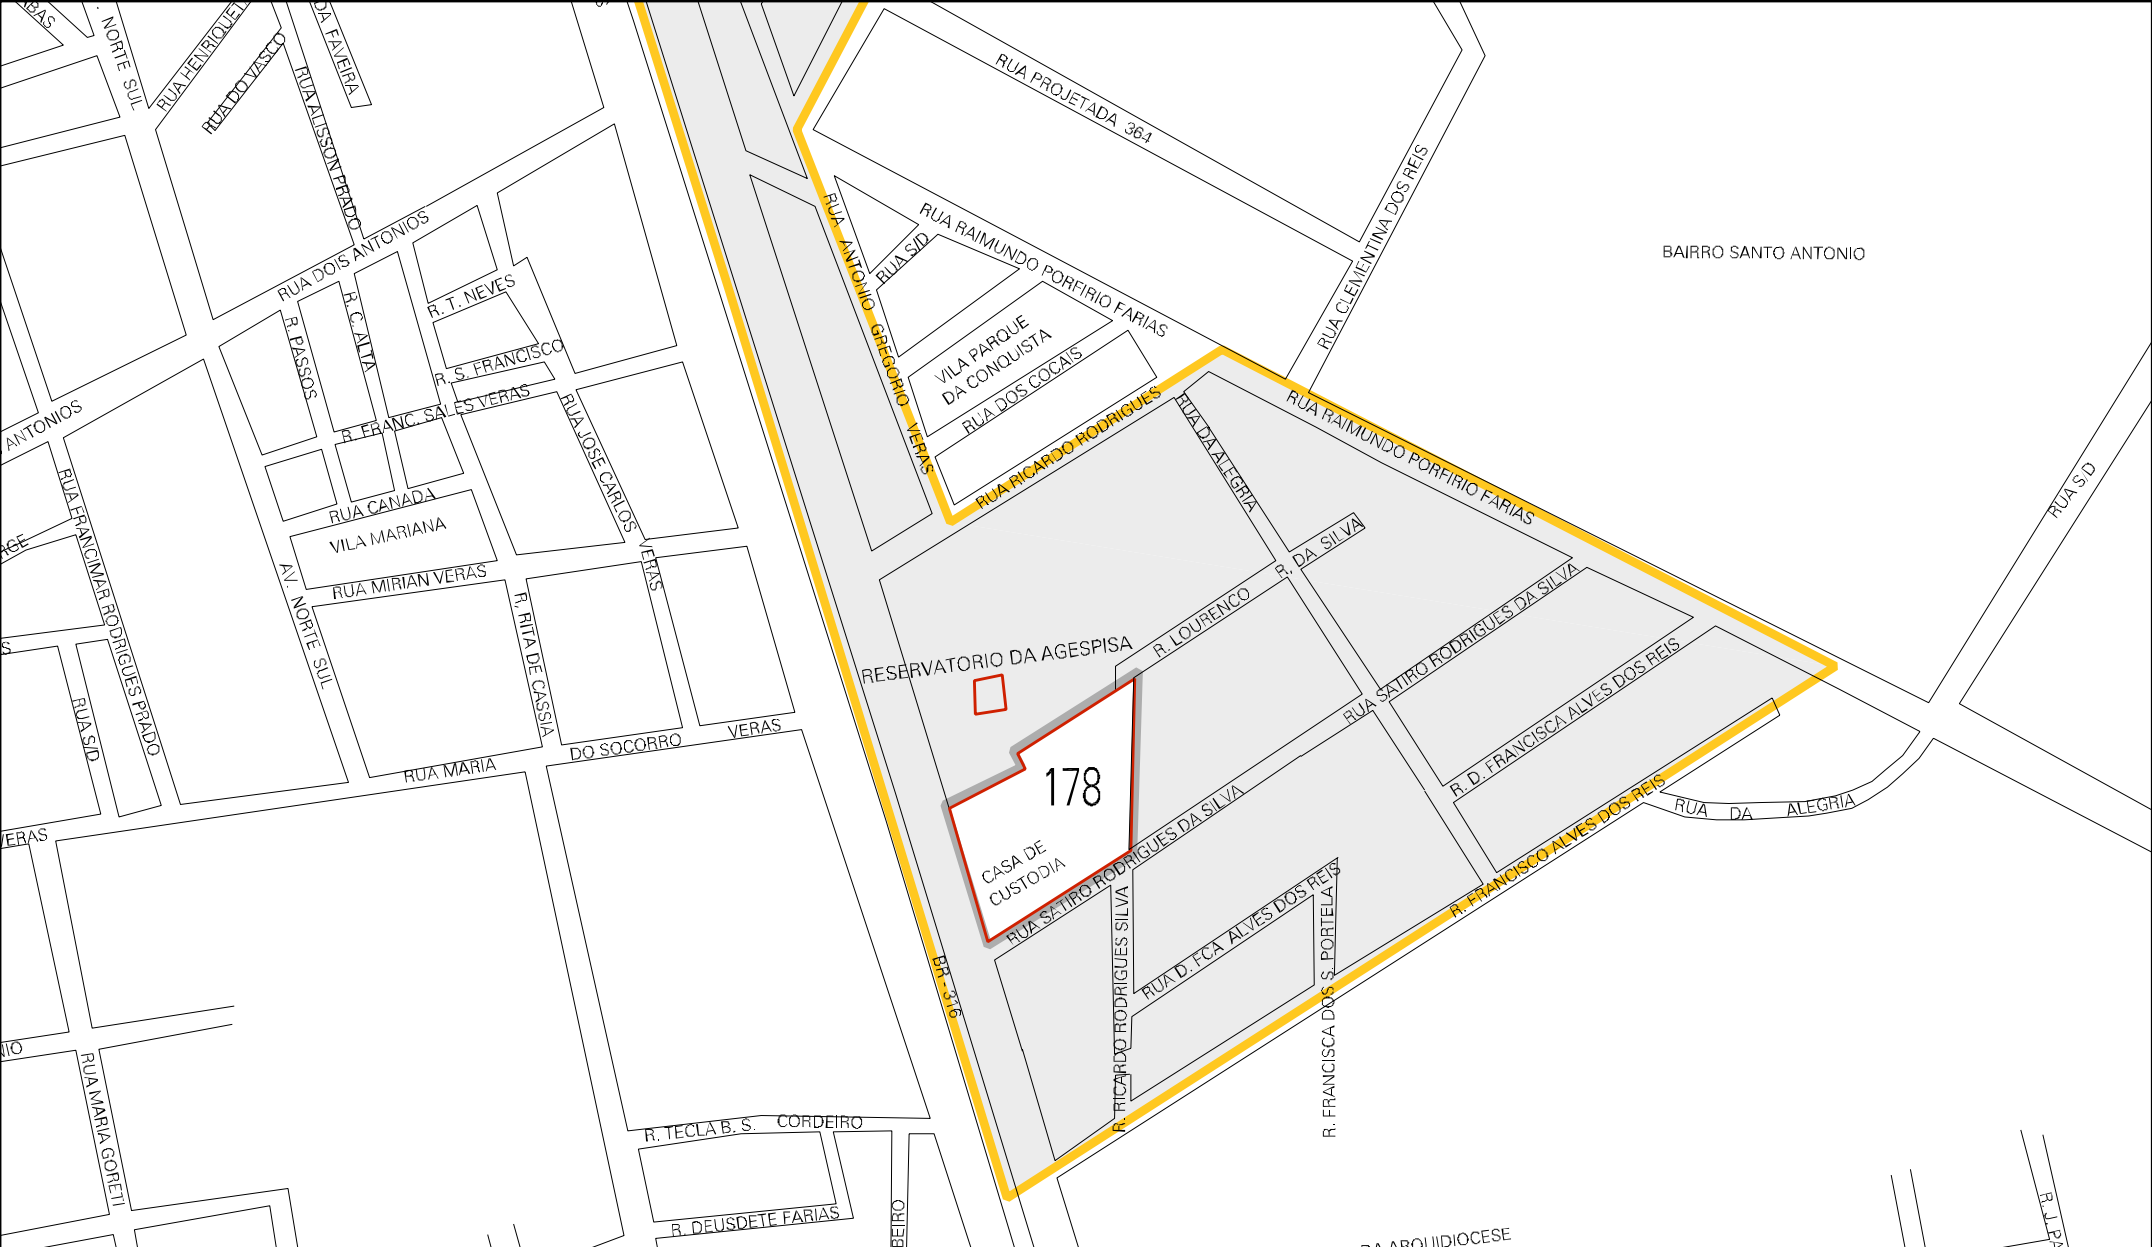 NORTE SUL
RUA DO VASCO
DA FAVEIRA
RUA ALISSON PRADO
RUA PROJETADA 364
RUA CLEMENTINA DOS REIS
BAIRRO SANTO ANTONIO
RUA DOIS ANTONIOS
RUA ANTONIO GREGORIO VERAS
RUA S/D
RUA RAIMUNDO PORFIRIO FARIAS
R. T. NEVES
R. C. ALTA
R. PASSOS
R. S. FRANCISCO
VILA PARQUE
DA CONQUISTA
RUA DOS COCAIS
RUA RICARDO RODRIGUES
R. FRANC. SALES VERAS
ANTONIOS
RUA JOSE CARLOS VERAS
RUA DA ALEGRIA
RUA RAIMUNDO PORFIRIO FARIAS
RUA S/D
RUA CANADA
VILA MARIANA
RUA FRANCIMAR RODRIGUES PRADO
RUA MIRIAN VERAS
AV. NORTE SUL
R. RITA DE CASSIA
R. LOURENCO R. DA SILVA
RUA SATIRO RODRIGUES DA SILVA
RESERVATORIO DA AGESPISA
R. D. FRANCISCA ALVES DOS REIS
RUA S/D
RUA MARIA DO SOCORRO VERAS
178
CASA DE
CUSTODIA
RUA SATIRO RODRIGUES DA SILVA
RUA DA ALEGRIA
R. FRANCISCO ALVES DOS REIS
VERAS
RUA D. FCA ALVES DOS REIS
R. RICARDO RODRIGUES SILVA
R. FRANCISCA DOS S. PORTELA
BR - 316
RUA MARIA GORETI
R. TECLA B. S. CORDEIRO
R. DEUSDETE FARIAS
ARQUIDIOCESE